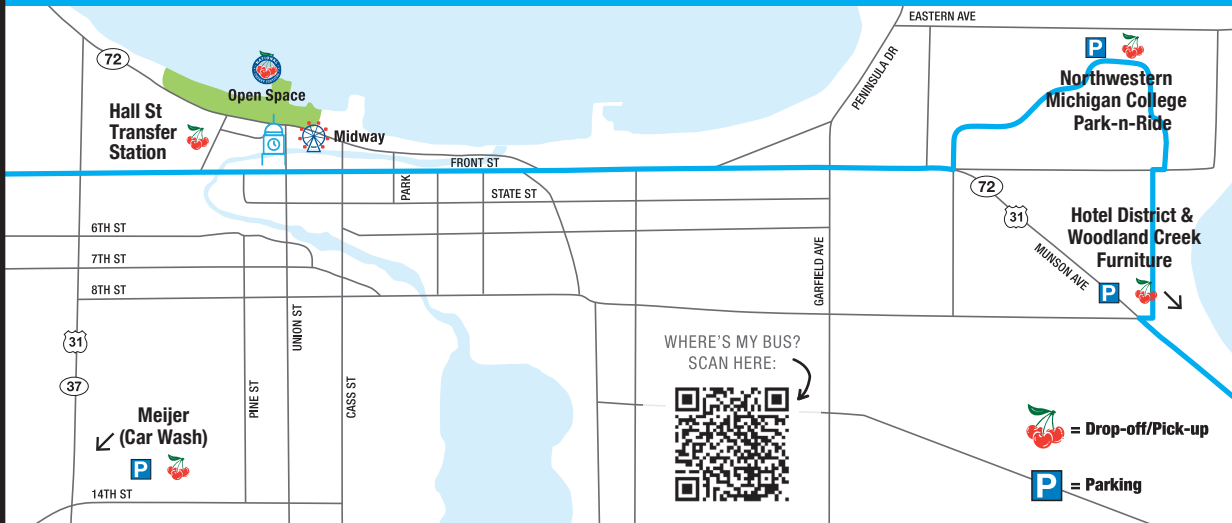 EASTERN AVE
72
PENINSULA DR
P
Northwestern
Michigan College
Park-n-Ride
NATIONAL
Open Space
Hall St
Transfer
Station
Midway
FRONT ST
PARK
STATE ST
72
31
6TH ST
7TH ST
8TH ST
Hotel District &
Woodland Creek
Furniture
MUNSON AVE
P
GARFIELD AVE
UNION ST
31
37
PINE ST
CASS ST
WHERE'S MY BUS?
SCAN HERE:
Meijer
(Car Wash)
P
14TH ST
= Drop-off/Pick-up
P = Parking